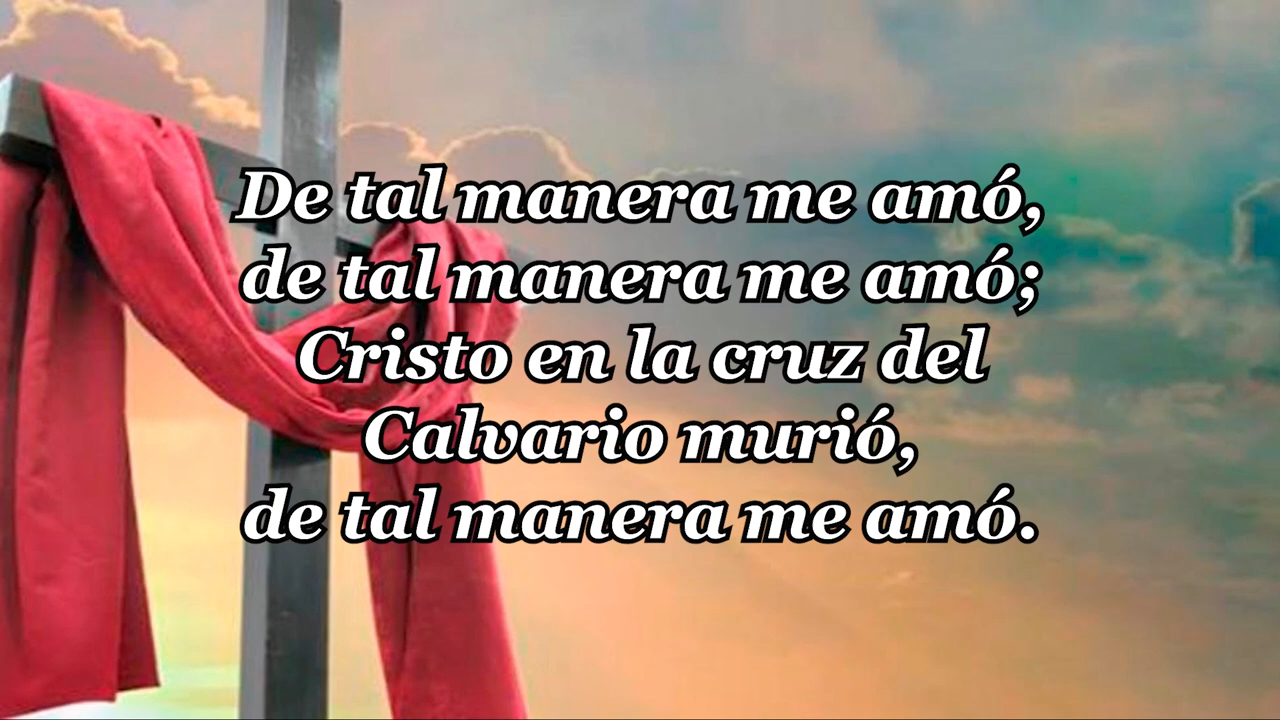 De tal manera me amó,
de tal manera me amó;
Cristo en la cruz del
Calvario murió,
de tal manera me amó.